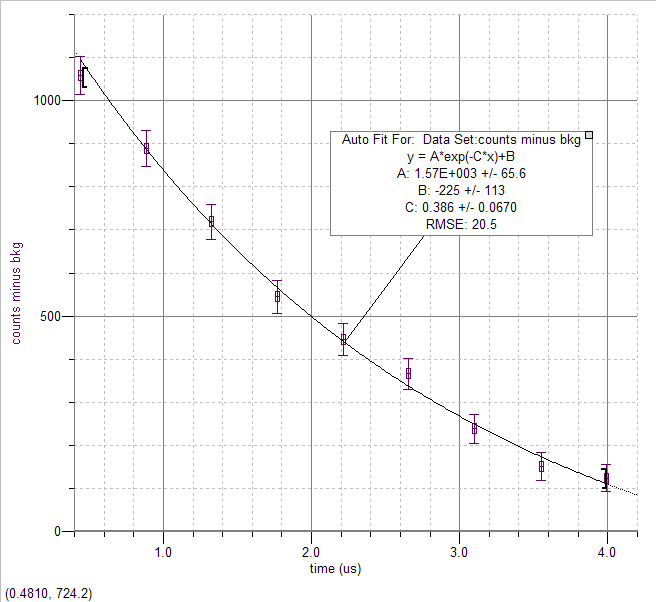 1000
Auto Fit For: Data Set:counts minus bkg
y = A*exp(-C*x)+B
A: 1.57E+003 +/- 65.6
B: -225 +/- 113
C: 0.386 +/- 0.0670
RMSE: 20.5
counts minus bkg
500
0
1.0 2.0 3.0 4.0
time (us)
(0.4810, 724.2)